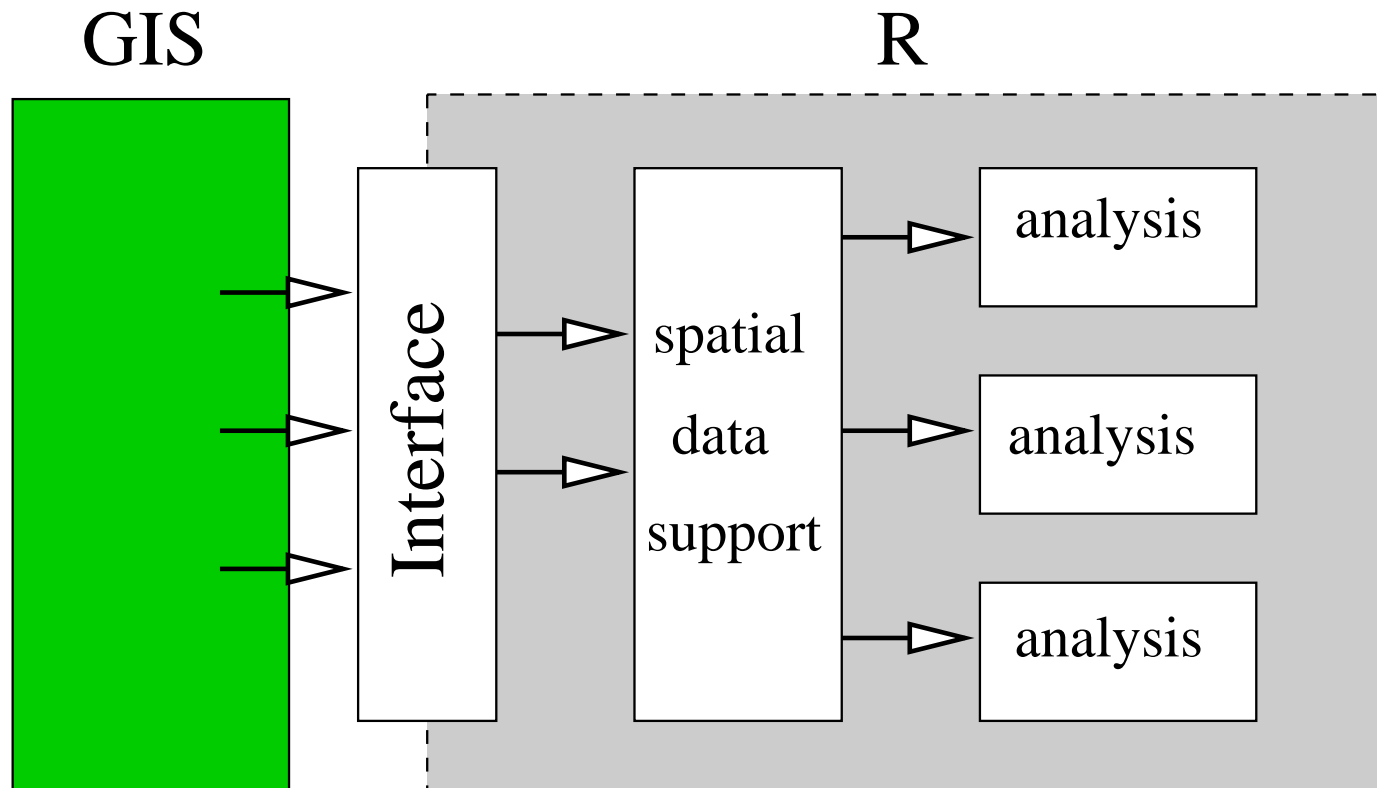 GIS
R
Interface
spatial
data
support
analysis
analysis
analysis